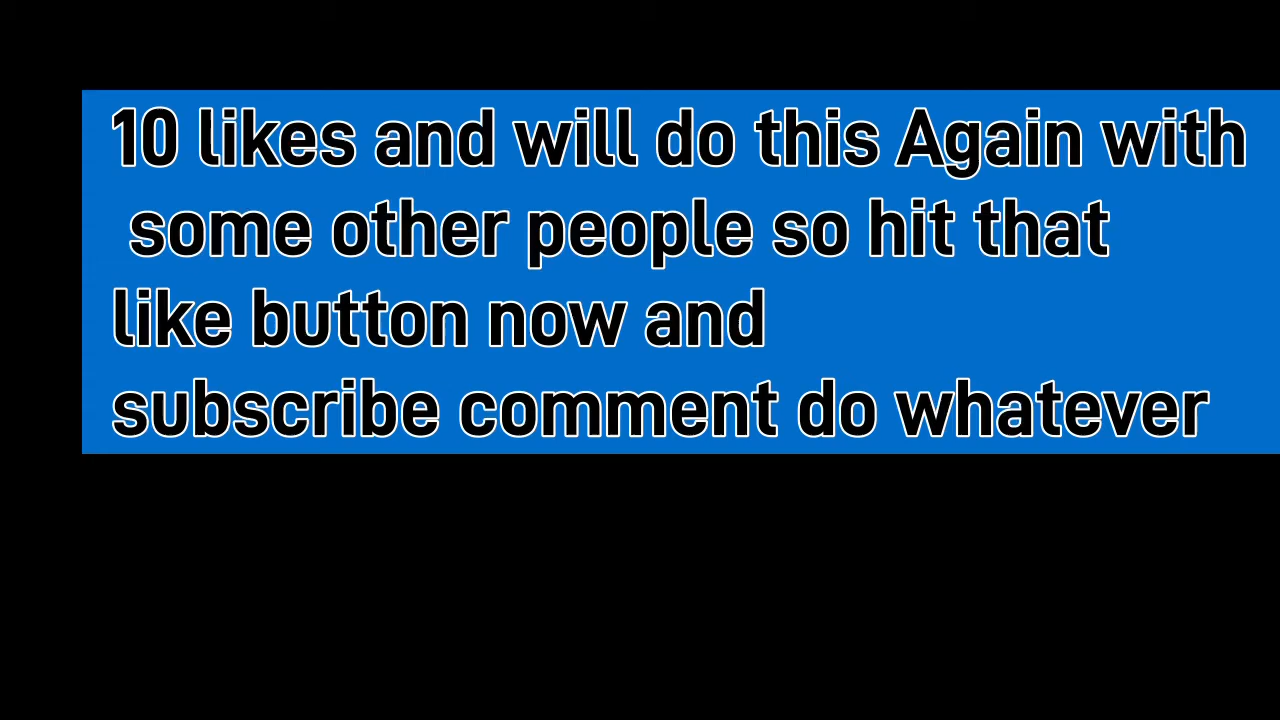 10 likes and will do this Again with
some other people so hit that
like button now and
subscribe comment do whatever